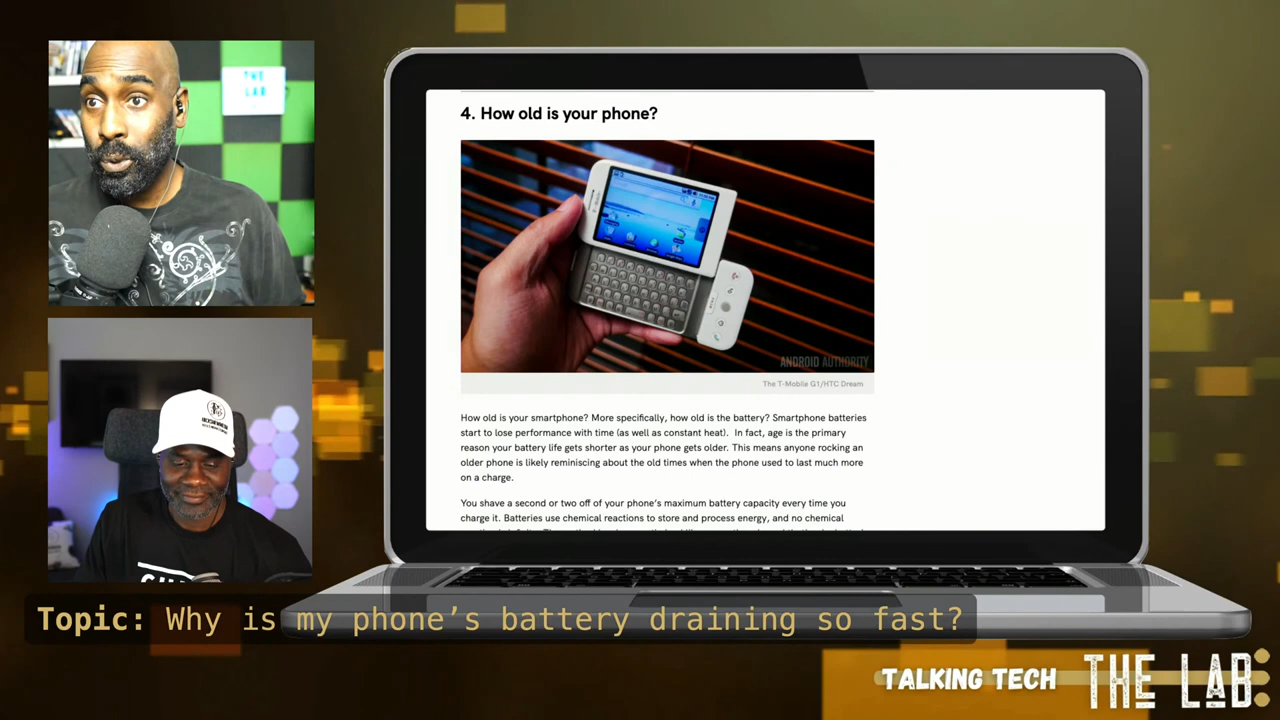 THE
LAB
4. How old is your phone?
ANDROID AUTHORITY
The T-Mobile G1/HTC Dream
How old is your smartphone? More specifically, how old is the battery? Smartphone batteries
start to lose performance with time (as well as constant heat). In fact, age is the primary
reason your battery life gets shorter as your phone gets older. This means anyone rocking an
older phone is likely reminiscing about the old times when the phone used to last much more
on a charge.
You shave a second or two off of your phone's maximum battery capacity every time you
charge it. Batteries use chemical reactions to store and process energy, and no chemical
Topic: Why is my phone’s battery draining so fast?
TALKING TECH
THE LAB